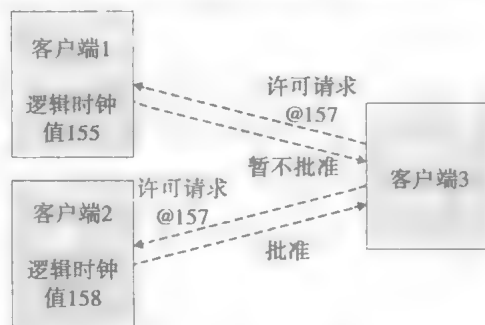 客户端1
逻辑时钟
值155
许可请求
@157
暂不批准
客户端3
客户端2
逻辑时钟
值158
许可请求
@157
批准